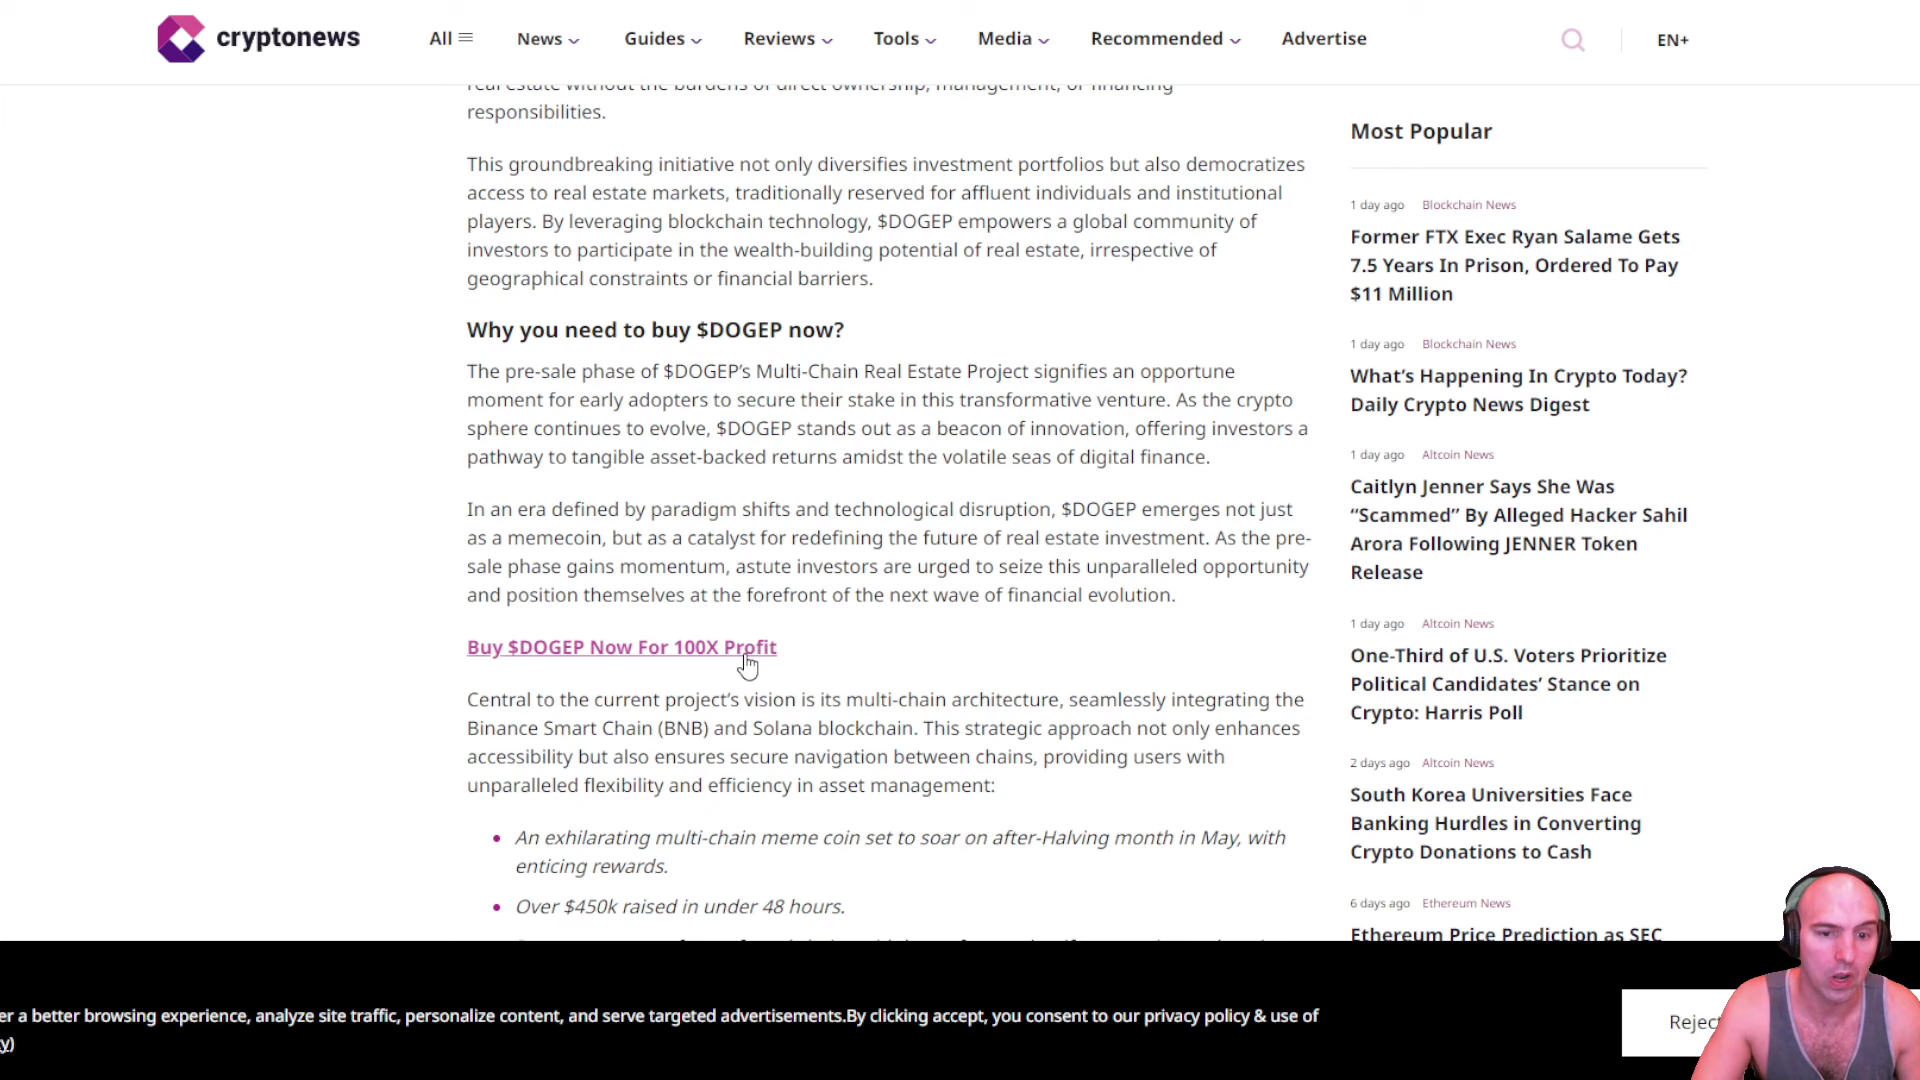 cryptonews
All
News
Guides
Reviews
Tools
Media
Recommended
Advertise
EN+
real estate without the burdens of direct ownership, management, or financing
responsibilities.
This groundbreaking initiative not only diversifies investment portfolios but also democratizes
access to real estate markets, traditionally reserved for affluent individuals and institutional
players. By leveraging blockchain technology, $DOGEP empowers a global community of
investors to participate in the wealth-building potential of real estate, irrespective of
geographical constraints or financial barriers.
Why you need to buy $DOGEP now?
The pre-sale phase of $DOGEP’s Multi-Chain Real Estate Project signifies an opportune
moment for early adopters to secure their stake in this transformative venture. As the crypto
sphere continues to evolve, $DOGEP stands out as a beacon of innovation, offering investors a
pathway to tangible asset-backed returns amidst the volatile seas of digital finance.
In an era defined by paradigm shifts and technological disruption, $DOGEP emerges not just
as a memecoin, but as a catalyst for redefining the future of real estate investment. As the pre-
sale phase gains momentum, astute investors are urged to seize this unparalleled opportunity
and position themselves at the forefront of the next wave of financial evolution.
Buy $DOGEP Now For 100X Profit
Central to the current project’s vision is its multi-chain architecture, seamlessly integrating the
Binance Smart Chain (BNB) and Solana blockchain. This strategic approach not only enhances
accessibility but also ensures secure navigation between chains, providing users with
unparalleled flexibility and efficiency in asset management:
• An exhilarating multi-chain meme coin set to soar on after-Halving month in May, with
enticing rewards.
• Over $450k raised in under 48 hours.
Most Popular
1 day ago Blockchain News
Former FTX Exec Ryan Salame Gets
7.5 Years In Prison, Ordered To Pay
$11 Million
1 day ago Blockchain News
What’s Happening In Crypto Today?
Daily Crypto News Digest
1 day ago Altcoin News
Caitlyn Jenner Says She Was
“Scammed” By Alleged Hacker Sahil
Arora Following JENNER Token
Release
1 day ago Altcoin News
One-Third of U.S. Voters Prioritize
Political Candidates’ Stance on
Crypto: Harris Poll
2 days ago Altcoin News
South Korea Universities Face
Banking Hurdles in Converting
Crypto Donations to Cash
6 days ago Ethereum News
Ethereum Price Prediction as SEC
er a better browsing experience, analyze site traffic, personalize content, and serve targeted advertisements.By clicking accept, you consent to our privacy policy & use of
y)
Reject